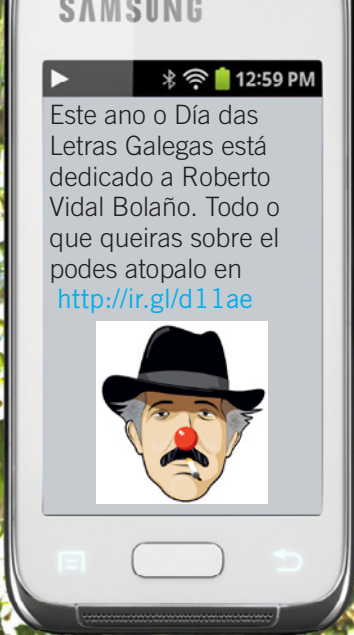 SAMSUNG
12:59 PM
Este ano o Día das
Letras Galegas está
dedicado a Roberto
Vidal Bolaño. Todo o
que queiras sobre el
podes atopalo en
http://ir.gl/d11ae